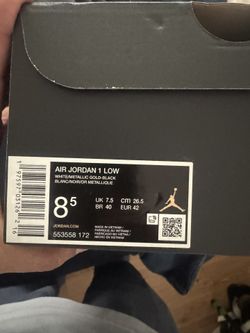 AIR JORDAN 1 LOW
WHITE/METALLIC GOLD-BLACK
BLANC/NOIR/OR METALLIQUE
8.5
UK 7.5 cm 26.5
BR 40 EUR 42
JORDAN.COM
553558 172
MADE IN VIETNAM